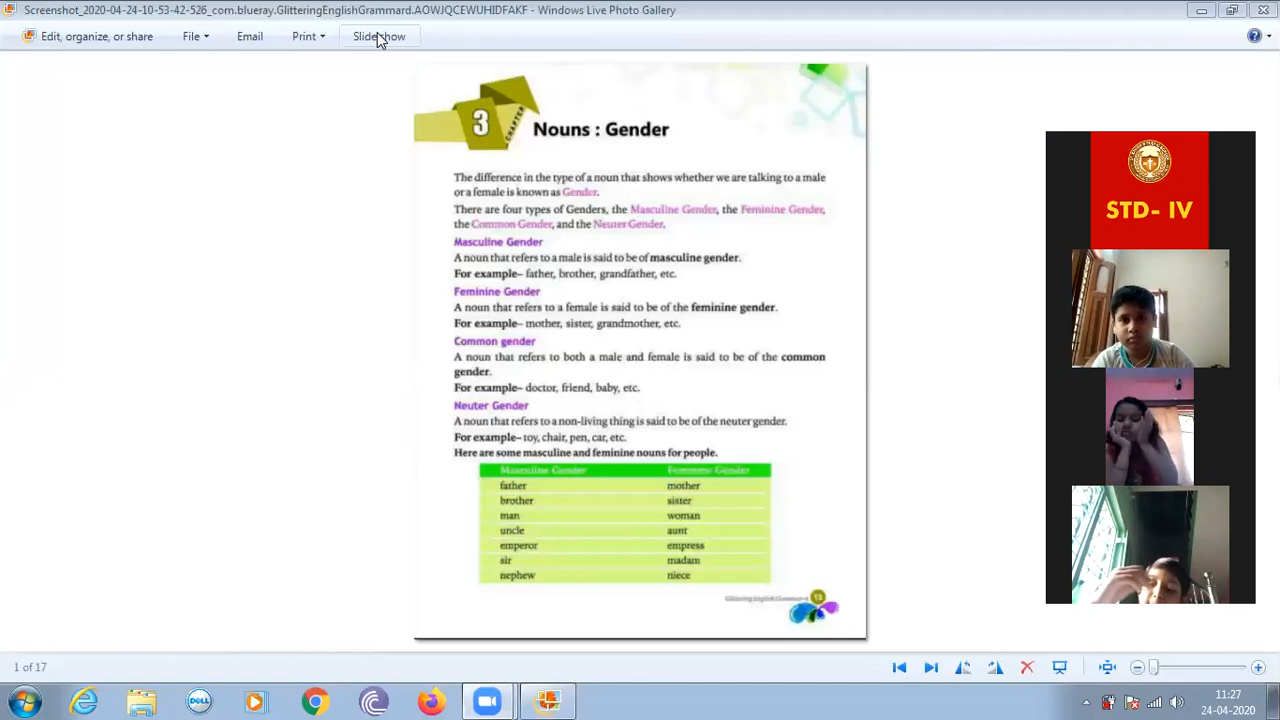 Screenshot_2020-04-24-10-53-42-526_com.blueray.GlitteringEnglishGrammard.AOWJQCEWUHIDFAKF - Windows Live Photo Gallery
Edit, organize, or share File Email Print Slideshow
3
CHAPTER
Nouns : Gender
The difference in the type of a noun that shows whether we are talking to a male
or a female is known as Gender.
There are four types of Genders, the Masculine Gender, the Feminine Gender,
the Common Gender, and the Neuter Gender.
Masculine Gender
A noun that refers to a male is said to be of masculine gender.
For example– father, brother, grandfather, etc.
Feminine Gender
A noun that refers to a female is said to be of the feminine gender.
For example– mother, sister, grandmother, etc.
Common gender
A noun that refers to both a male and female is said to be of the common
gender.
For example– doctor, friend, baby, etc.
Neuter Gender
A noun that refers to a non-living thing is said to be of the neuter gender.
For example– toy, chair, pen, car, etc.
Here are some masculine and feminine nouns for people.
Masculine Gender Feminine Gender
father mother
brother sister
man woman
uncle aunt
emperor empress
sir madam
nephew niece
Glittering English Grammar-4
STD- IV
1 of 17
DELL
11:27
24-04-2020